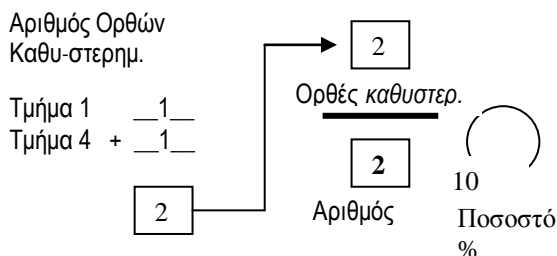 Αριθμός Ορθών
Καθυ-στερημ.
Τμήμα 1 __1__
Τμήμα 4 + __1__
2
2
Ορθές καθυστερ.
2
Αριθμός
10
Ποσοστό
%